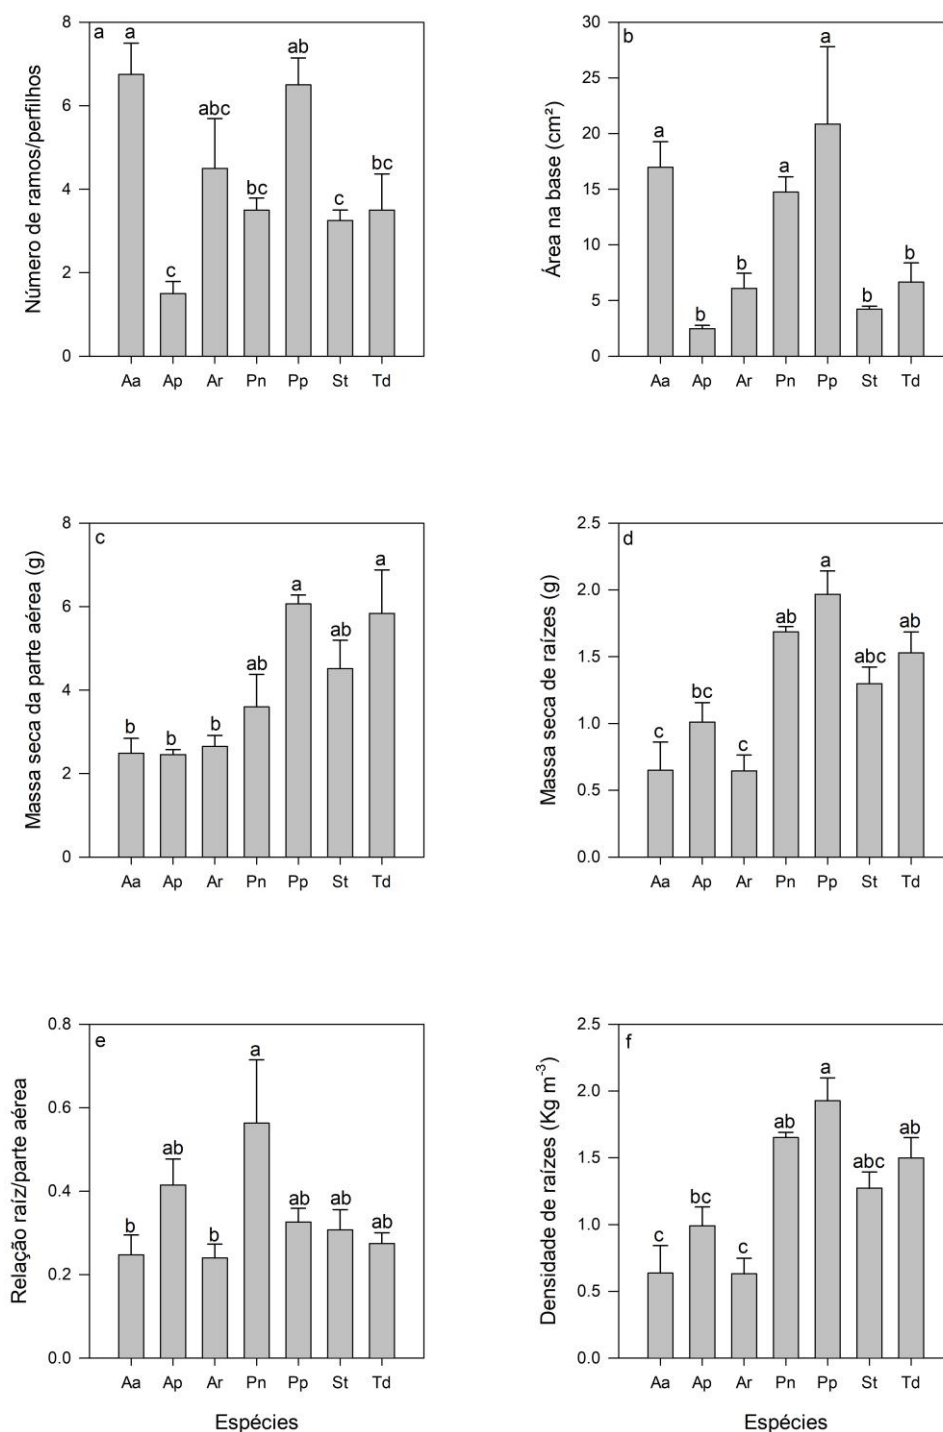 a
Número de ramos/perfilhos
8
6
4
2
0
a
c
abc
bc
ab
c
bc
Aa Ap Ar Pn Pp St Td
b
Área na base (cm²)
30
25
20
15
10
5
0
a
b
b
a
a
b
b
Aa Ap Ar Pn Pp St Td
c
Massa seca da parte aérea (g)
8
6
4
2
0
b
b
b
ab
a
ab
a
Aa Ap Ar Pn Pp St Td
d
Massa seca de raízes (g)
2.5
2.0
1.5
1.0
0.5
0.0
c
bc
c
ab
a
abc
ab
Aa Ap Ar Pn Pp St Td
e
Relação raíz/parte aérea
0.8
0.6
0.4
0.2
0.0
b
ab
b
a
ab
ab
ab
Aa Ap Ar Pn Pp St Td
Espécies
f
Densidade de raízes (Kg m⁻³)
2.5
2.0
1.5
1.0
0.5
0.0
c
bc
c
ab
a
abc
ab
Aa Ap Ar Pn Pp St Td
Espécies